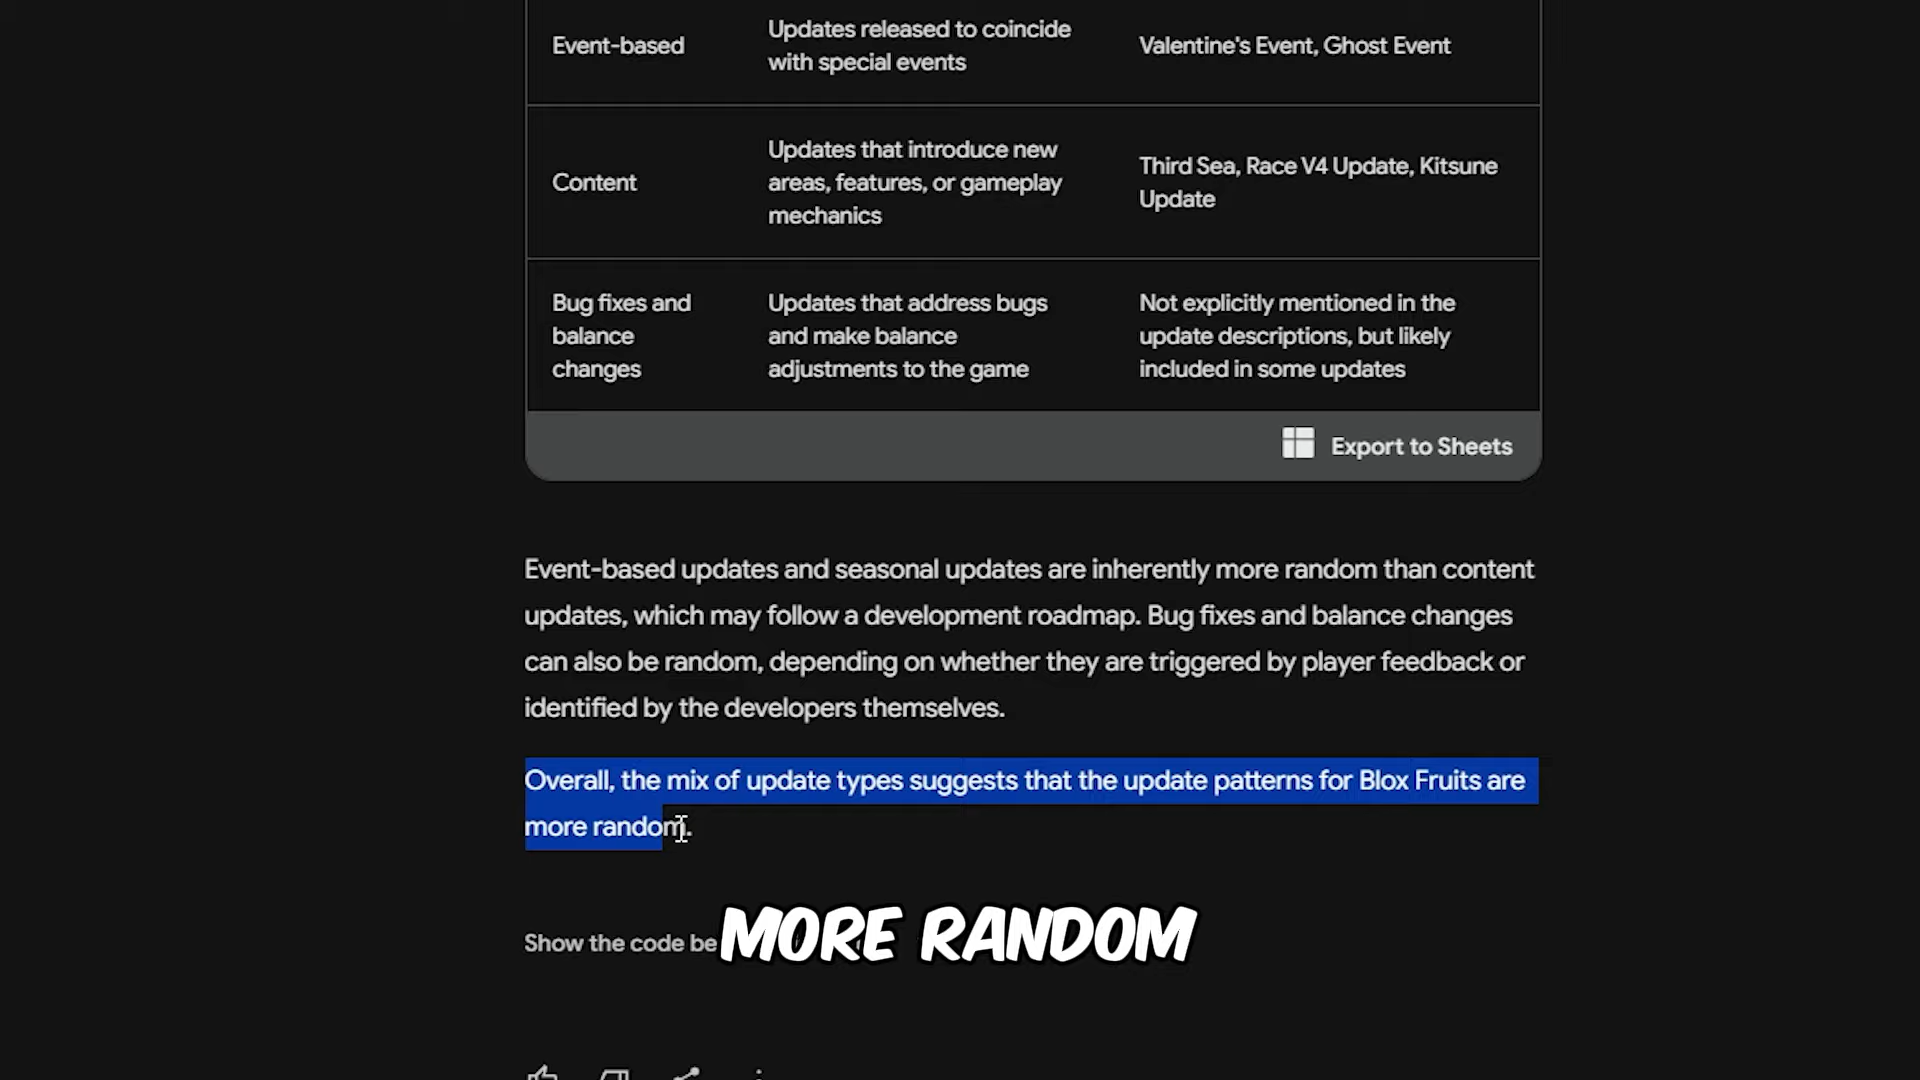 Event-based
Updates released to coincide
with special events
Valentine's Event, Ghost Event
Content
Updates that introduce new
areas, features, or gameplay
mechanics
Third Sea, Race V4 Update, Kitsune
Update
Bug fixes and
balance
changes
Updates that address bugs
and make balance
adjustments to the game
Not explicitly mentioned in the
update descriptions, but likely
included in some updates
Export to Sheets
Event-based updates and seasonal updates are inherently more random than content
updates, which may follow a development roadmap. Bug fixes and balance changes
can also be random, depending on whether they are triggered by player feedback or
identified by the developers themselves.
Overall, the mix of update types suggests that the update patterns for Blox Fruits are
more random.
Show the code be
MORE RANDOM